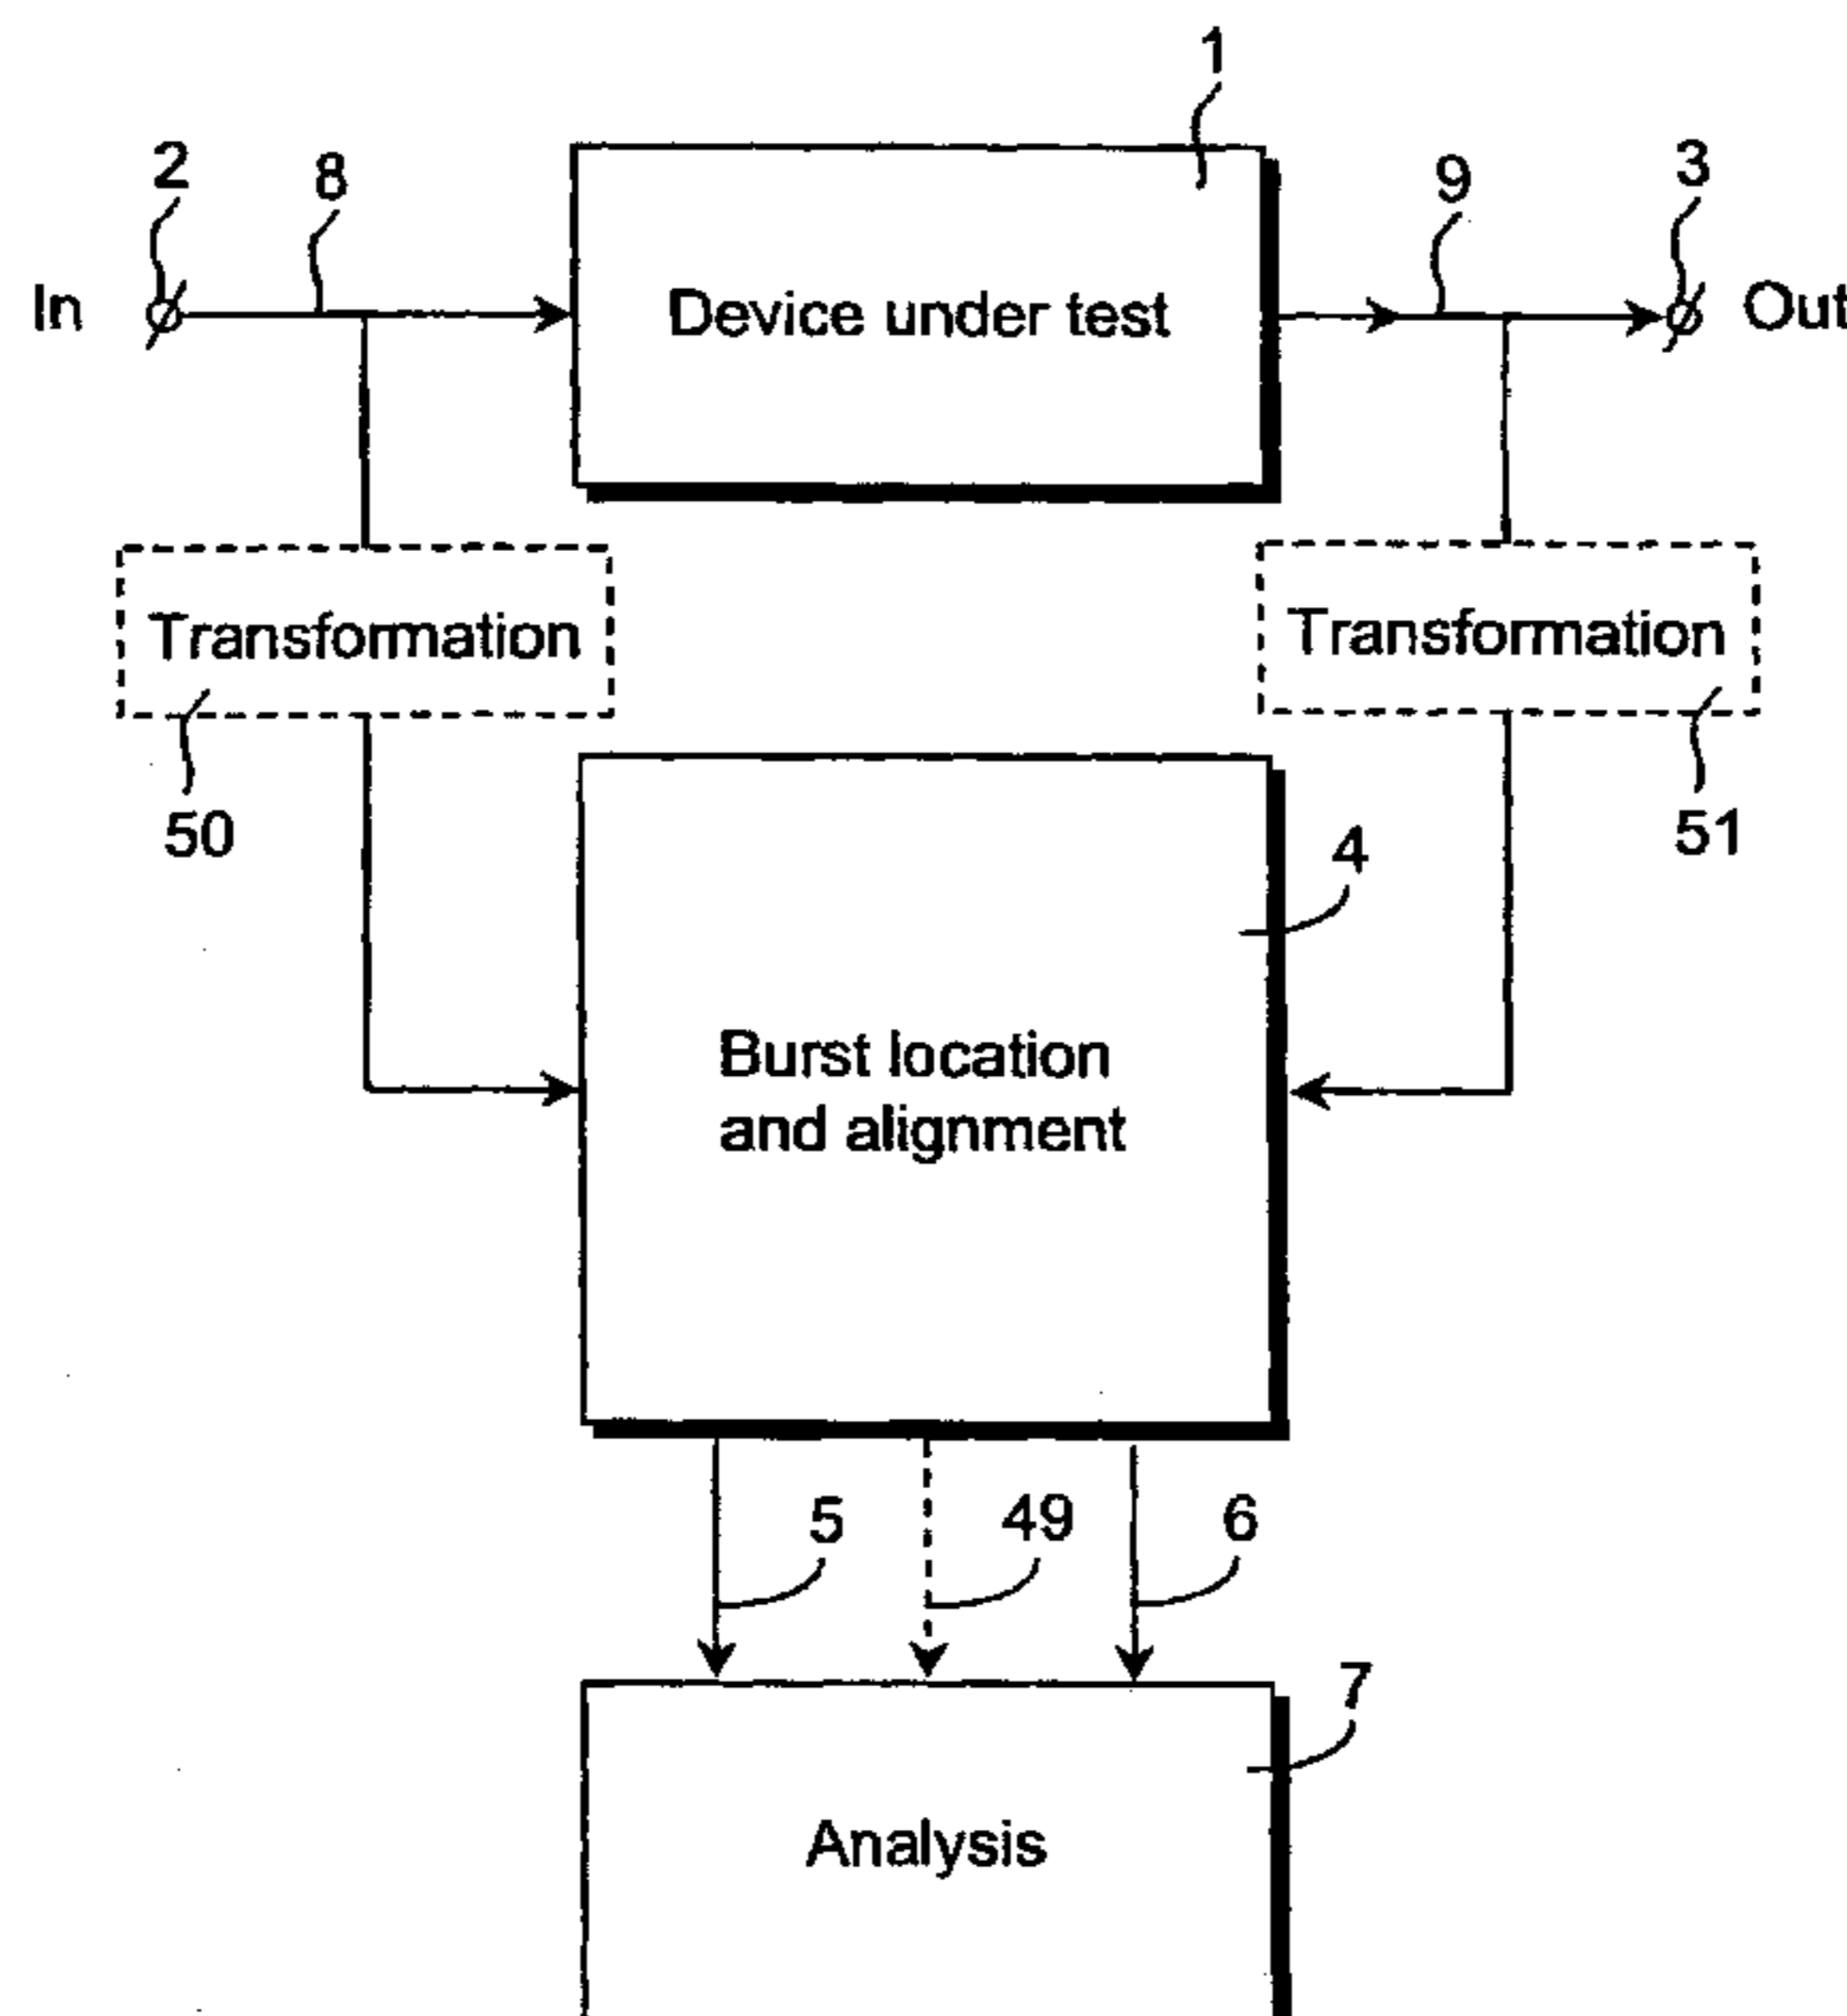 1
2
8
9
3
In
Device under test
Out
Transformation
Transformation
50
51
4
Burst location
and alignment
5
49
6
7
Analysis